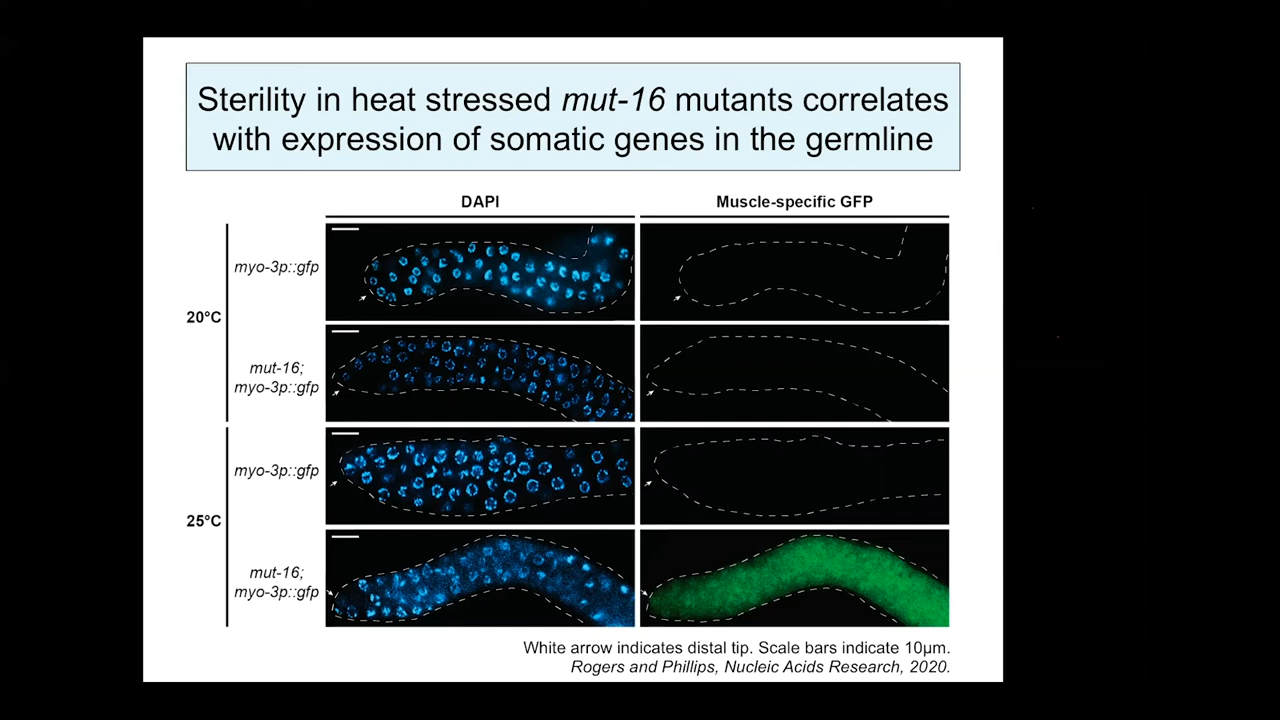 Sterility in heat stressed mut-16 mutants correlates
with expression of somatic genes in the germline
DAPI
Muscle-specific GFP
20°C
myo-3p::gfp
mut-16;
myo-3p::gfp
25°C
myo-3p::gfp
mut-16;
myo-3p::gfp
White arrow indicates distal tip. Scale bars indicate 10µm.
Rogers and Phillips, Nucleic Acids Research, 2020.